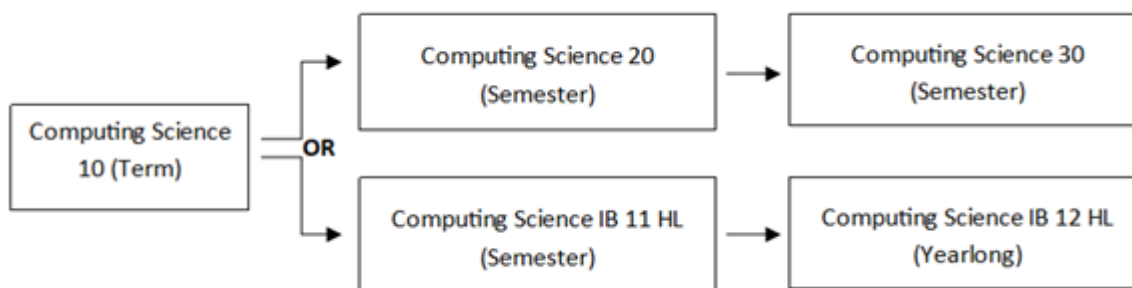 Computing Science
10 (Term)
OR
Computing Science 20
(Semester)
Computing Science 30
(Semester)
Computing Science IB 11 HL
(Semester)
Computing Science IB 12 HL
(Yearlong)